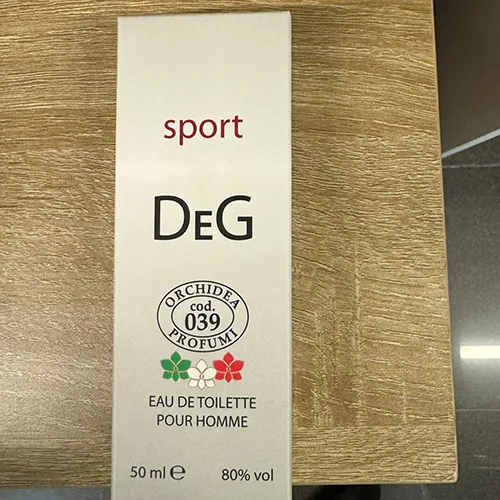 sport
DEG
ORCHIDEA
cod.
039
PROFUMI
EAU DE TOILETTE
POUR HOMME
50 ml ℮
80% vol